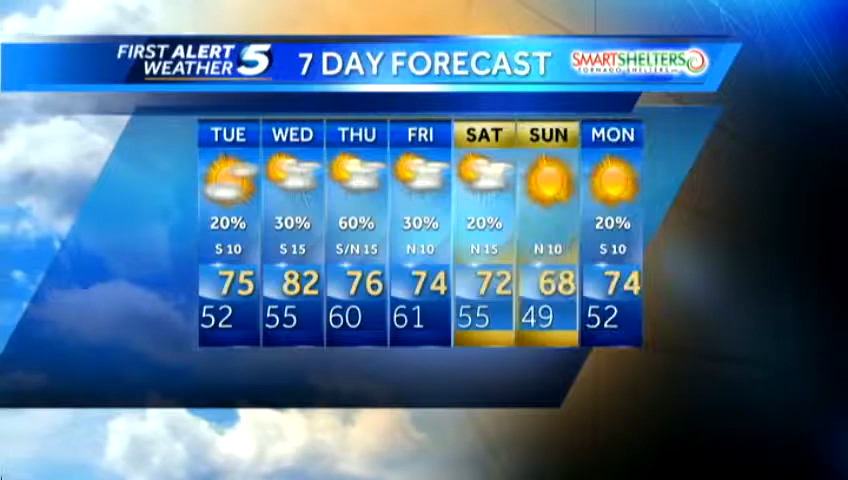 FIRST ALERT
WEATHER 5
7 DAY FORECAST
SMARTSHELTERS
TORNADO SHELTERS
TUE WED THU FRI SAT SUN MON
20% 30% 60% 30% 20% 20%
S 10 S 15 S/N 15 N 10 N 15 N 10 S 10
75 82 76 74 72 68 74
52 55 60 61 55 49 52